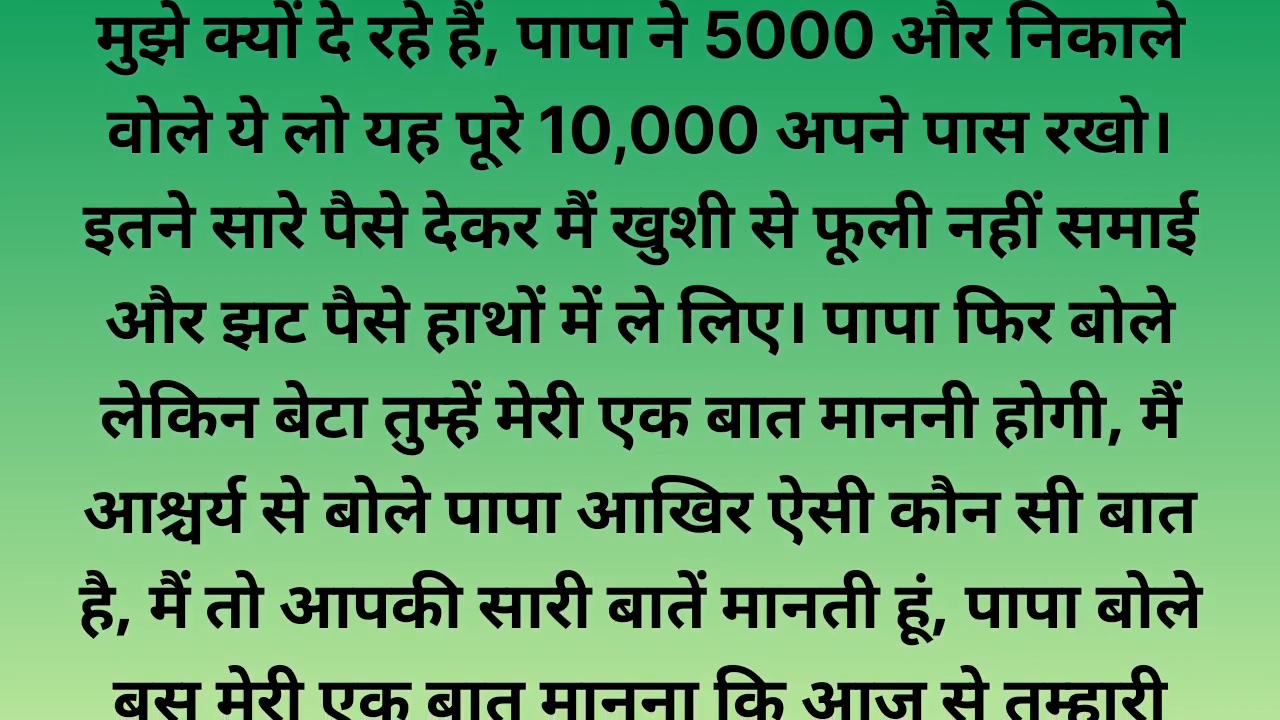 मुझे क्यों दे रहे हैं, पापा ने 5000 और निकाले
वोले ये लो यह पूरे 10,000 अपने पास रखो।
इतने सारे पैसे देकर मैं खुशी से फूली नहीं समाई
और झट पैसे हाथों में ले लिए। पापा फिर बोले
लेकिन बेटा तुम्हें मेरी एक बात माननी होगी, मैं
आश्चर्य से बोले पापा आखिर ऐसी कौन सी बात
है, मैं तो आपकी सारी बातें मानती हूं, पापा बोले
बस मेरी एक बात मानना कि आज से तुम्हारी